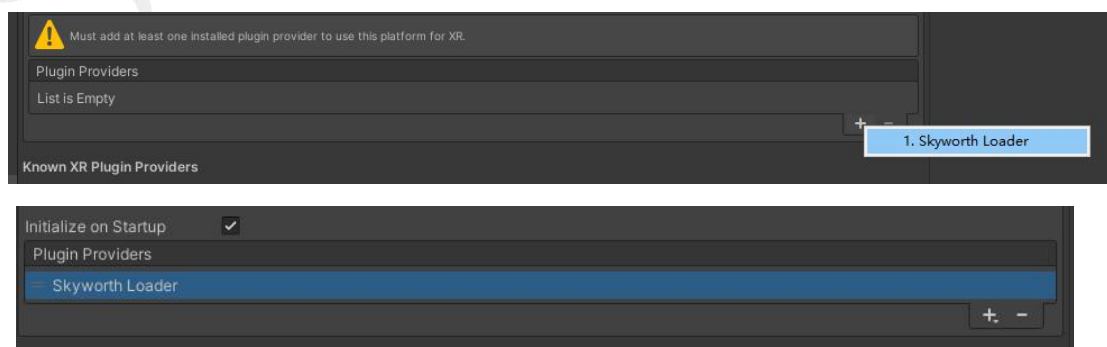 Must add at least one installed plugin provider to use this platform for XR.
Plugin Providers
List is Empty
+ -
1. Skyworth Loader
Known XR Plugin Providers
Initialize on Startup
Plugin Providers
= Skyworth Loader
+ -